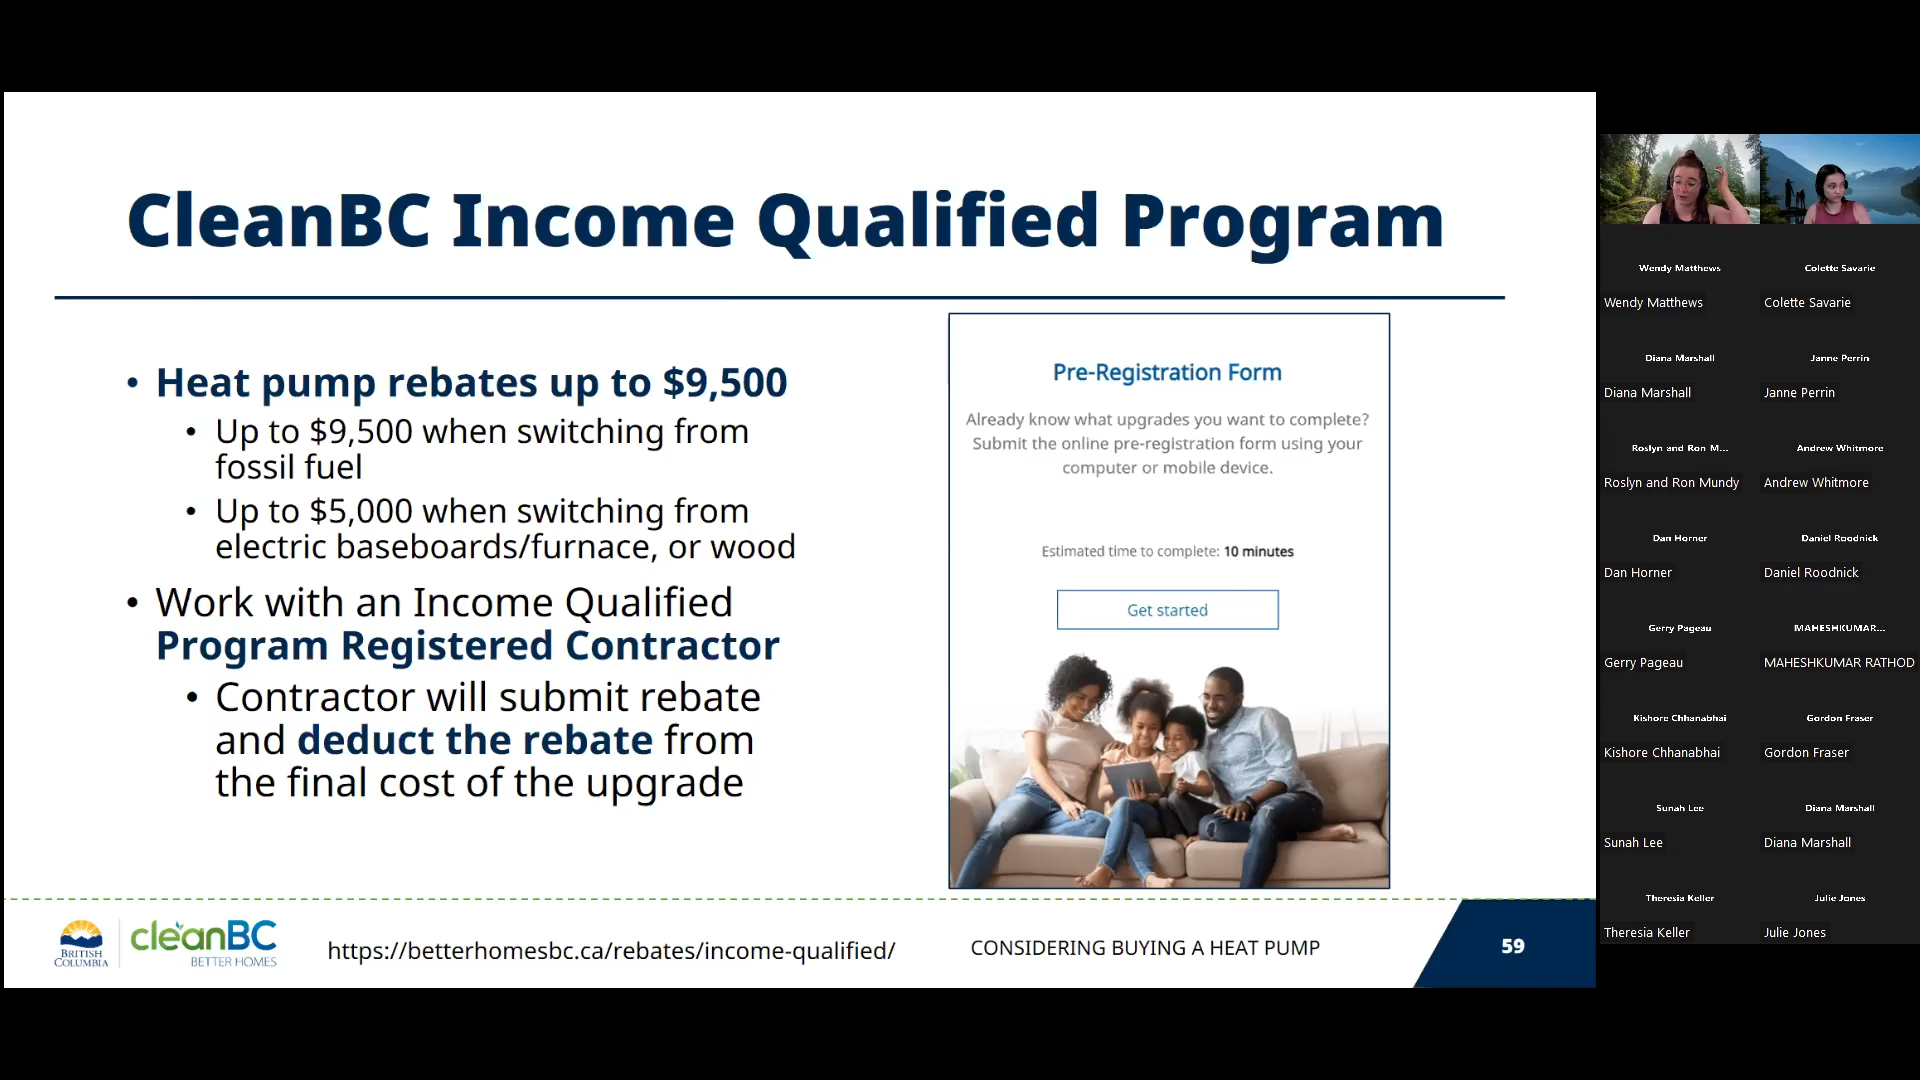 CleanBC Income Qualified Program
• Heat pump rebates up to $9,500
• Up to $9,500 when switching from
fossil fuel
• Up to $5,000 when switching from
electric baseboards/furnace, or wood
• Work with an Income Qualified
Program Registered Contractor
• Contractor will submit rebate
and deduct the rebate from
the final cost of the upgrade
Pre-Registration Form
Already know what upgrades you want to complete?
Submit the online pre-registration form using your
computer or mobile device.
Estimated time to complete: 10 minutes
Get started
BRITISH
COLUMBIA
cleanBC
BETTER HOMES
https://betterhomesbc.ca/rebates/income-qualified/
CONSIDERING BUYING A HEAT PUMP
59
Wendy Matthews
Wendy Matthews
Colette Savarie
Colette Savarie
Diana Marshall
Diana Marshall
Janne Perrin
Janne Perrin
Roslyn and Ron M...
Roslyn and Ron Mundy
Andrew Whitmore
Andrew Whitmore
Dan Horner
Dan Horner
Daniel Roodnick
Daniel Roodnick
Gerry Pageau
Gerry Pageau
MAHESHKUMAR...
MAHESHKUMAR RATHOD
Kishore Chhanabhai
Kishore Chhanabhai
Gordon Fraser
Gordon Fraser
Sunah Lee
Sunah Lee
Diana Marshall
Diana Marshall
Theresia Keller
Theresia Keller
Julie Jones
Julie Jones